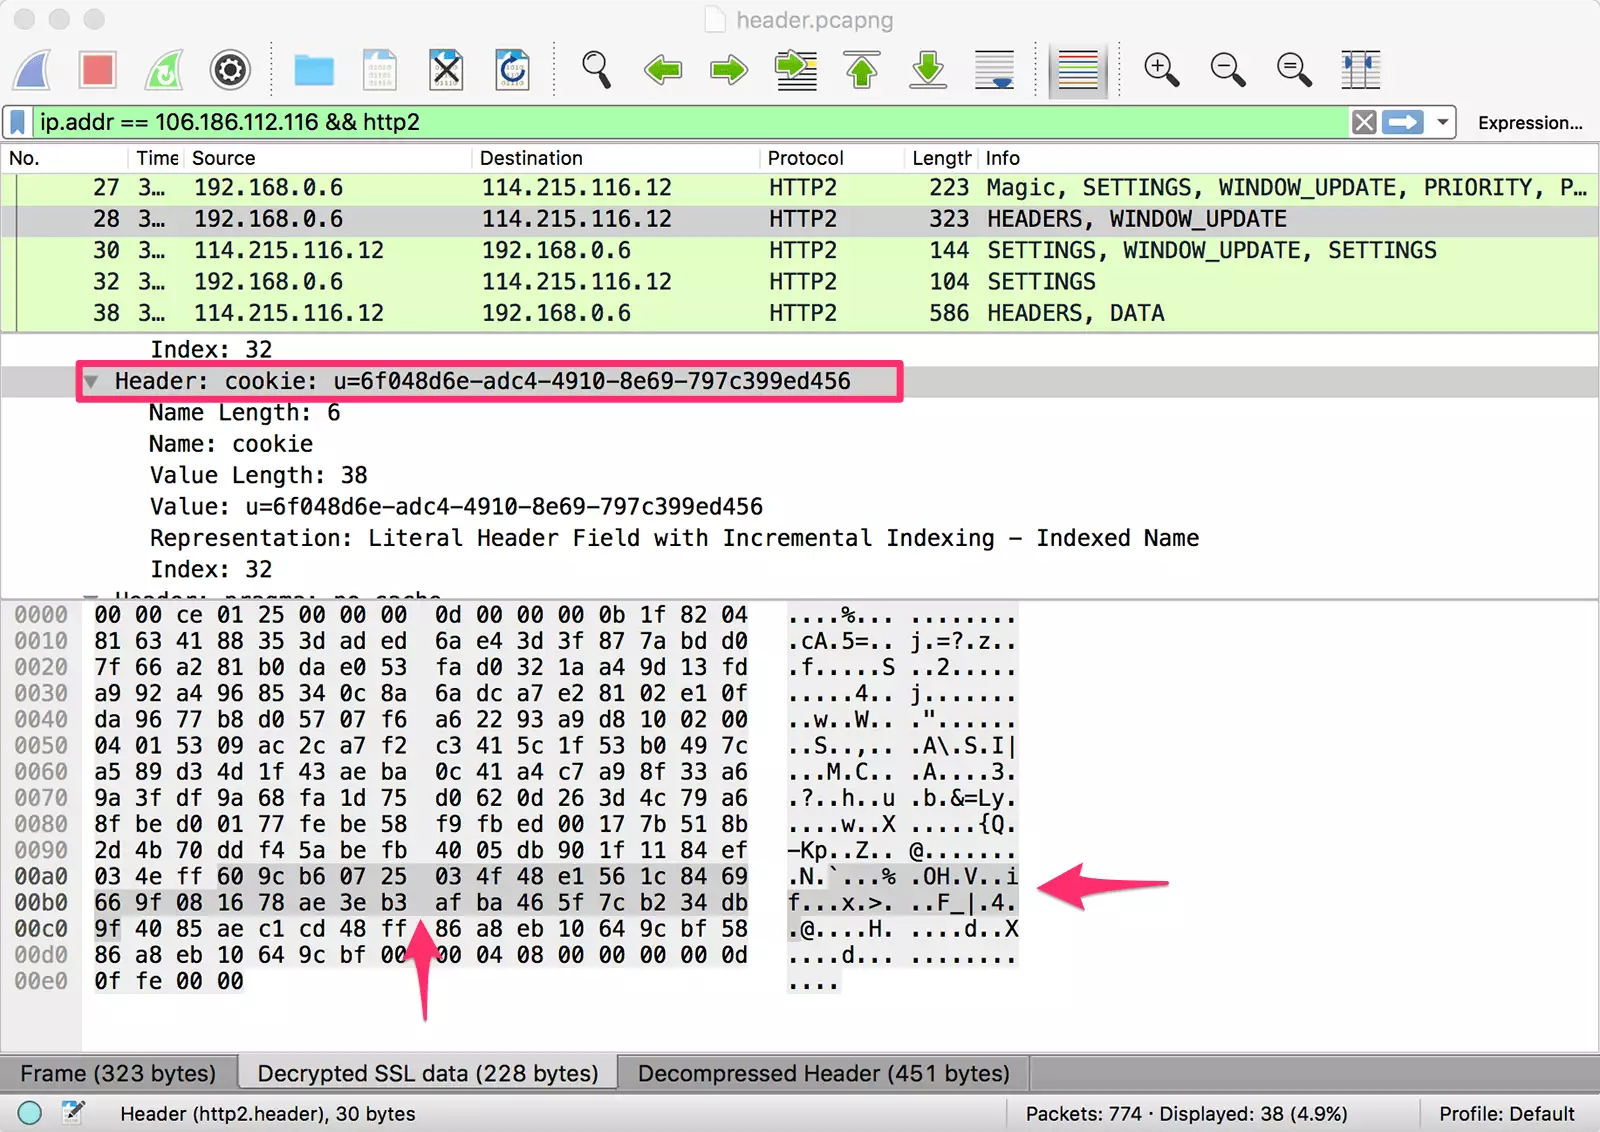 header.pcapng
ip.addr == 106.186.112.116 && http2
Expression…
No. Time Source Destination Protocol Length Info
27 3… 192.168.0.6 114.215.116.12 HTTP2 223 Magic, SETTINGS, WINDOW_UPDATE, PRIORITY, P…
28 3… 192.168.0.6 114.215.116.12 HTTP2 323 HEADERS, WINDOW_UPDATE
30 3… 114.215.116.12 192.168.0.6 HTTP2 144 SETTINGS, WINDOW_UPDATE, SETTINGS
32 3… 192.168.0.6 114.215.116.12 HTTP2 104 SETTINGS
38 3… 114.215.116.12 192.168.0.6 HTTP2 586 HEADERS, DATA
Index: 32
Header: cookie: u=6f048d6e-adc4-4910-8e69-797c399ed456
Name Length: 6
Name: cookie
Value Length: 38
Value: u=6f048d6e-adc4-4910-8e69-797c399ed456
Representation: Literal Header Field with Incremental Indexing - Indexed Name
Index: 32
Header: pragma: no-cache
0000 00 00 ce 01 25 00 00 00 0d 00 00 00 0b 1f 82 04 ....%... ........
0010 81 63 41 88 35 3d ad ed 6a e4 3d 3f 87 7a bd d0 .cA.5=.. j.=?.z..
0020 7f 66 a2 81 b0 da e0 53 fa d0 32 1a a4 9d 13 fd .f.....S ..2.....
0030 a9 92 a4 96 85 34 0c 8a 6a dc a7 e2 81 02 e1 0f .....4.. j.......
0040 da 96 77 b8 d0 57 07 f6 a6 22 93 a9 d8 10 02 00 ..w..W.. ."......
0050 04 01 53 09 ac 2c a7 f2 c3 41 5c 1f 53 b0 49 7c ..S..,.. .A\.S.I|
0060 a5 89 d3 4d 1f 43 ae ba 0c 41 a4 c7 a9 8f 33 a6 ...M.C.. .A....3.
0070 9a 3f df 9a 68 fa 1d 75 d0 62 0d 26 3d 4c 79 a6 .?..h..u .b.&=Ly.
0080 8f be d0 01 77 fe be 58 f9 fb ed 00 17 7b 51 8b ....w..X .....{Q.
0090 2d 4b 70 dd f4 5a be fb 40 05 db 90 1f 11 84 ef -Kp..Z.. @.......
00a0 03 4e ff 60 9c b6 07 25 03 4f 48 e1 56 1c 84 69 .N.`...% .OH.V..i
00b0 66 9f 08 16 78 ae 3e b3 af ba 46 5f 7c b2 34 db f...x.>. ..F_|.4.
00c0 9f 40 85 ae c1 cd 48 ff 86 a8 eb 10 64 9c bf 58 .@....H. ....d..X
00d0 86 a8 eb 10 64 9c bf 00 00 04 08 00 00 00 00 0d ....d... ........
00e0 0f fe 00 00 ....
Frame (323 bytes) Decrypted SSL data (228 bytes) Decompressed Header (451 bytes)
Header (http2.header), 30 bytes Packets: 774 · Displayed: 38 (4.9%) Profile: Default